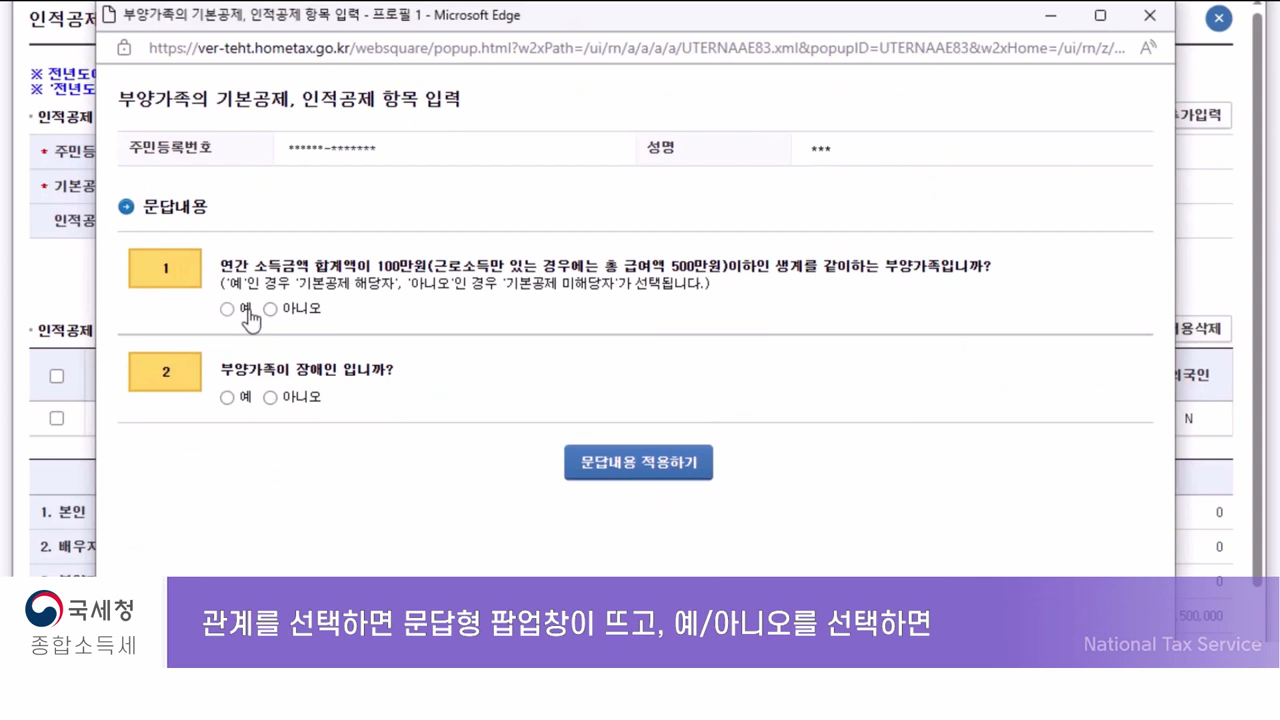 인적공제
부양가족의 기본공제, 인적공제 항목 입력 - 프로필 1 - Microsoft Edge
https://ver-teht.hometax.go.kr/websquare/popup.html?w2xPath=/ui/rn/a/a/a/a/UTERNAAE83.xml&popupID=UTERNAAE83&w2xHome=/ui/rn/z/...
※ 전년도
※ '전년도
부양가족의 기본공제, 인적공제 항목 입력
인적공제
가입력
주민등록번호 ******-******* 성명 ***
* 주민등
* 기본공
인적공
문답내용
1 연간 소득금액 합계액이 100만원(근로소득만 있는 경우에는 총 급여액 500만원)이하인 생계를 같이하는 부양가족입니까?
('예'인 경우 '기본공제 해당자', '아니오'인 경우 '기본공제 미해당자'가 선택됩니다.)
예 아니오
인적공제
용삭제
2 부양가족이 장애인 입니까?
예 아니오
국인
N
문답내용 적용하기
1. 본인 0
2. 배우자 0
0
500,000
국세청
종합소득세
관계를 선택하면 문답형 팝업창이 뜨고, 예/아니오를 선택하면
National Tax Service